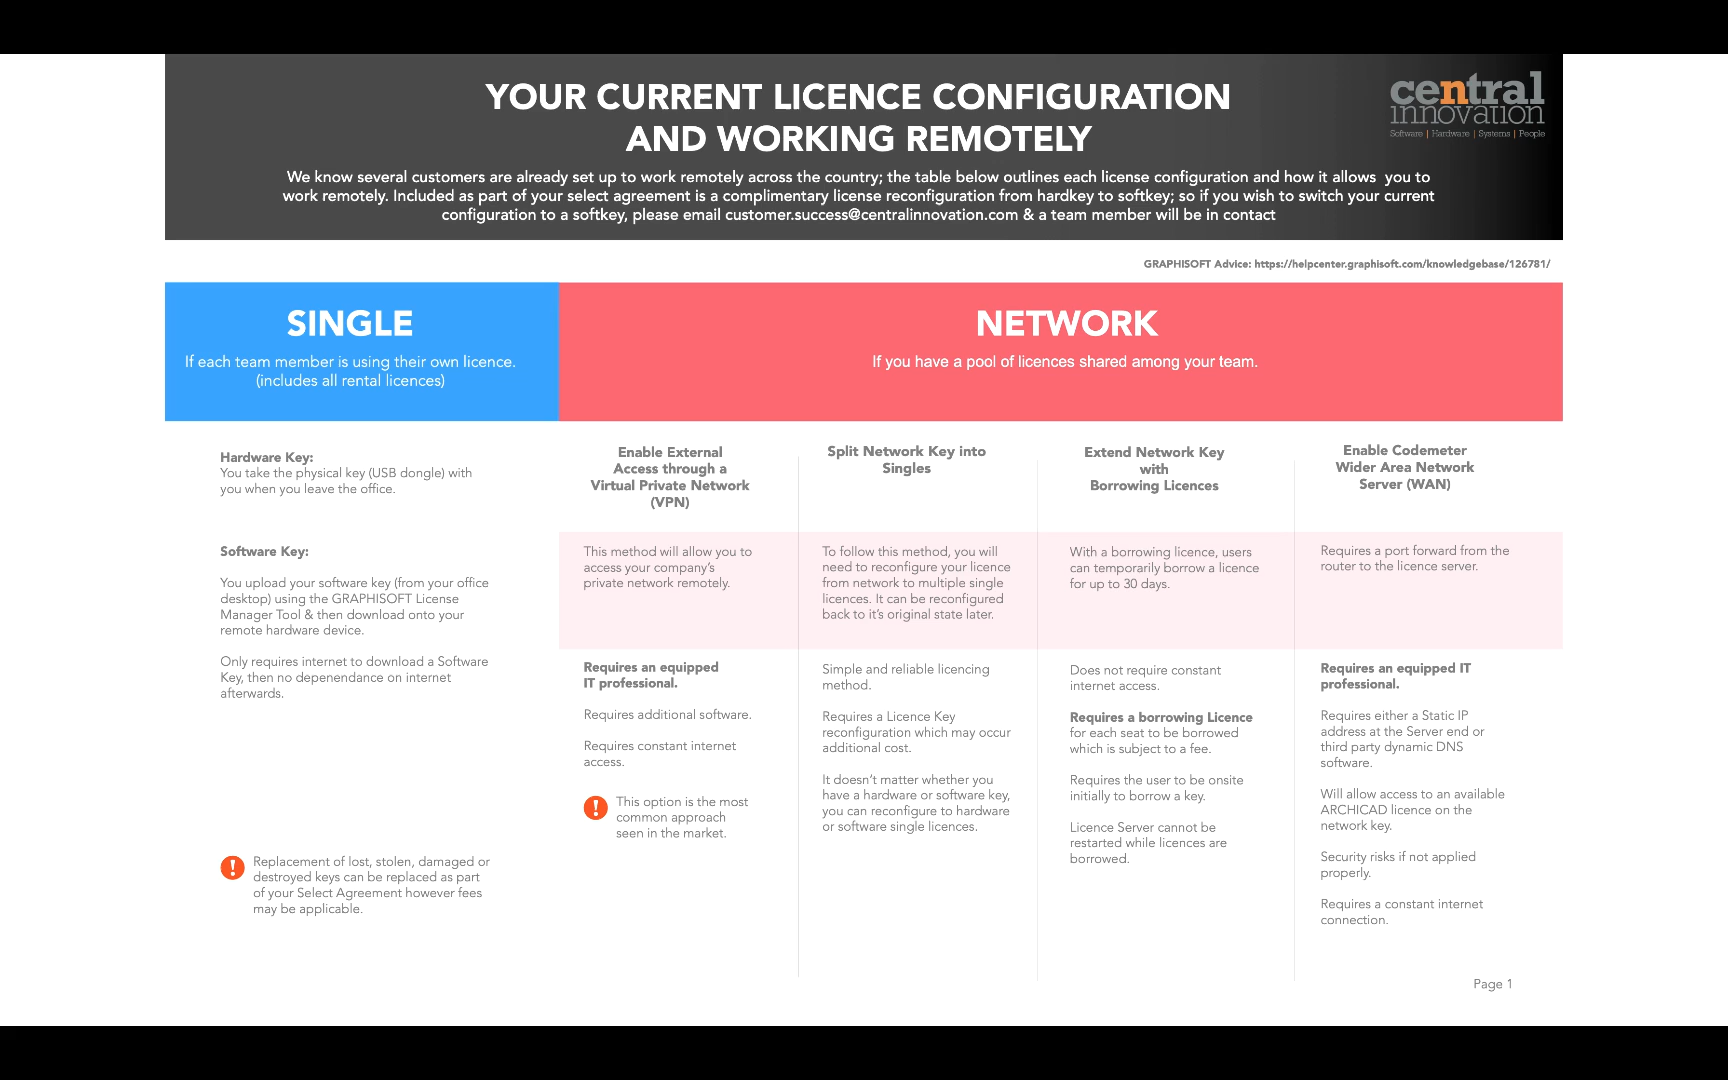 YOUR CURRENT LICENCE CONFIGURATION
AND WORKING REMOTELY
central
innovation
Software | Hardware | Systems | People
We know several customers are already set up to work remotely across the country; the table below outlines each license configuration and how it allows you to
work remotely. Included as part of your select agreement is a complimentary license reconfiguration from hardkey to softkey; so if you wish to switch your current
configuration to a softkey, please email customer.success@centralinnovation.com & a team member will be in contact
GRAPHISOFT Advice: https://helpcenter.graphisoft.com/knowledgebase/126781/
SINGLE
If each team member is using their own licence.
(includes all rental licences)
NETWORK
If you have a pool of licences shared among your team.
Hardware Key:
You take the physical key (USB dongle) with
you when you leave the office.
Software Key:
You upload your software key (from your office
desktop) using the GRAPHISOFT License
Manager Tool & then download onto your
remote hardware device.
Only requires internet to download a Software
Key, then no depenendance on internet
afterwards.
Replacement of lost, stolen, damaged or
destroyed keys can be replaced as part
of your Select Agreement however fees
may be applicable.
Enable External
Access through a
Virtual Private Network
(VPN)
This method will allow you to
access your company's
private network remotely.
Requires an equipped
IT professional.
Requires additional software.
Requires constant internet
access.
This option is the most
common approach
seen in the market.
Split Network Key into
Singles
To follow this method, you will
need to reconfigure your licence
from network to multiple single
licences. It can be reconfigured
back to it's original state later.
Simple and reliable licencing
method.
Requires a Licence Key
reconfiguration which may occur
additional cost.
It doesn't matter whether you
have a hardware or software key,
you can reconfigure to hardware
or software single licences.
Extend Network Key
with
Borrowing Licences
With a borrowing licence, users
can temporarily borrow a licence
for up to 30 days.
Does not require constant
internet access.
Requires a borrowing Licence
for each seat to be borrowed
which is subject to a fee.
Requires the user to be onsite
initially to borrow a key.
Licence Server cannot be
restarted while licences are
borrowed.
Enable Codemeter
Wider Area Network
Server (WAN)
Requires a port forward from the
router to the licence server.
Requires an equipped IT
professional.
Requires either a Static IP
address at the Server end or
third party dynamic DNS
software.
Will allow access to an available
ARCHICAD licence on the
network key.
Security risks if not applied
properly.
Requires a constant internet
connection.
Page 1